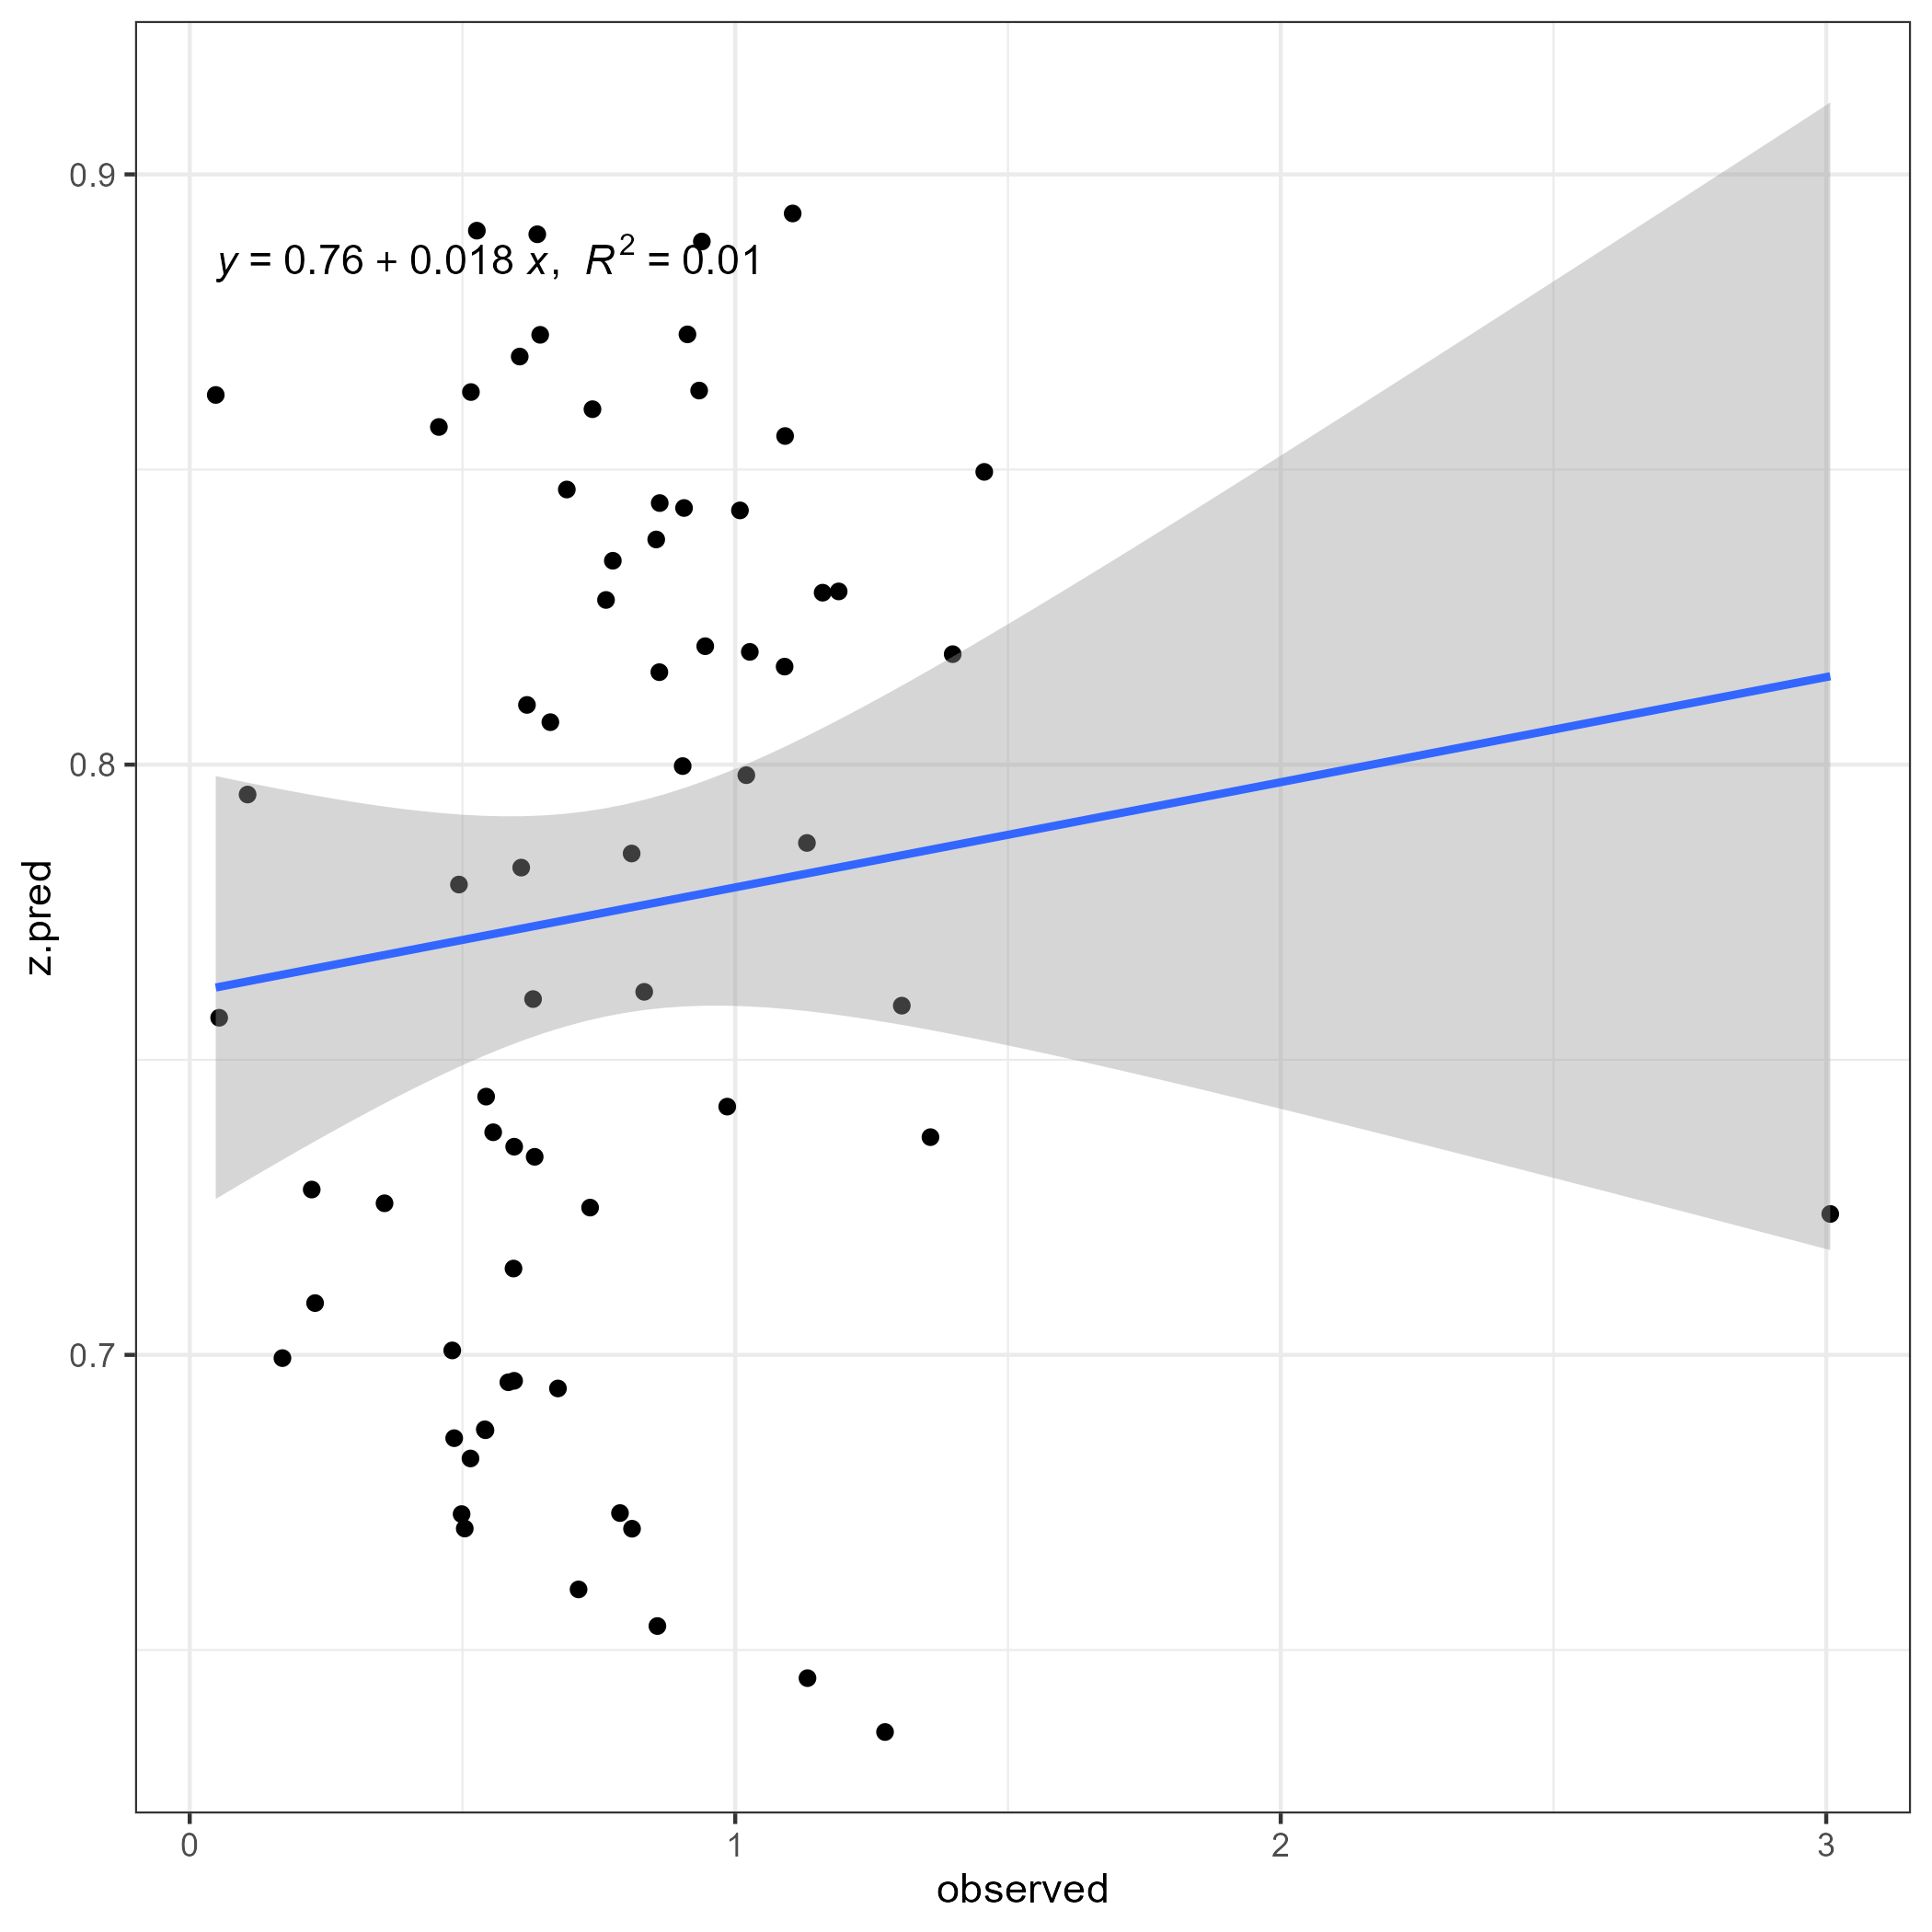 0.9
y = 0.76 + 0.018 x, R² = 0.01
0.8
z.pred
0.7
0 1 2 3
observed